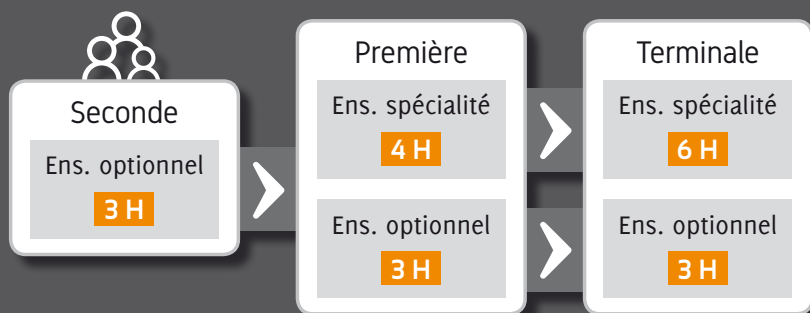 Seconde
Ens. optionnel
3 H
Première
Ens. spécialité
4 H
Ens. optionnel
3 H
Terminale
Ens. spécialité
6 H
Ens. optionnel
3 H